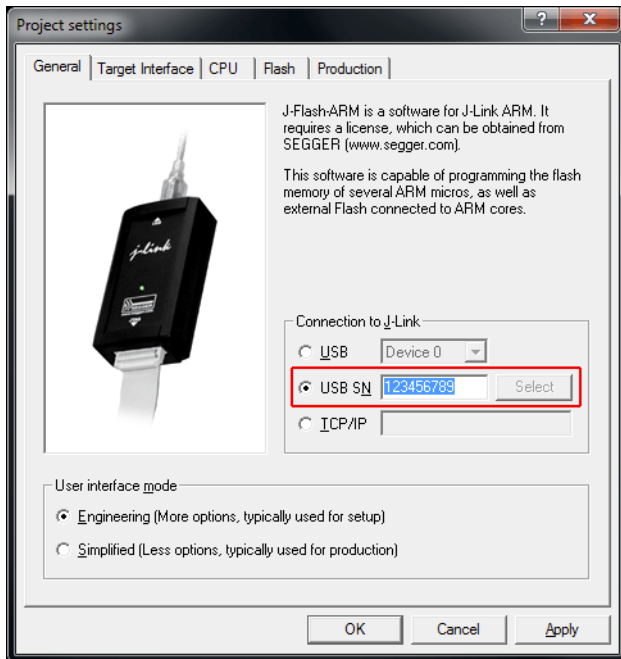 Project settings
General Target Interface CPU Flash Production
J-Flash-ARM is a software for J-Link ARM. It
requires a license, which can be obtained from
SEGGER (www.segger.com).
This software is capable of programming the flash
memory of several ARM micros, as well as
external Flash connected to ARM cores.
j-link
Connection to J-Link
USB Device 0
USB SN 123456789 Select
TCP/IP
User interface mode
Engineering (More options, typically used for setup)
Simplified (Less options, typically used for production)
OK Cancel Apply